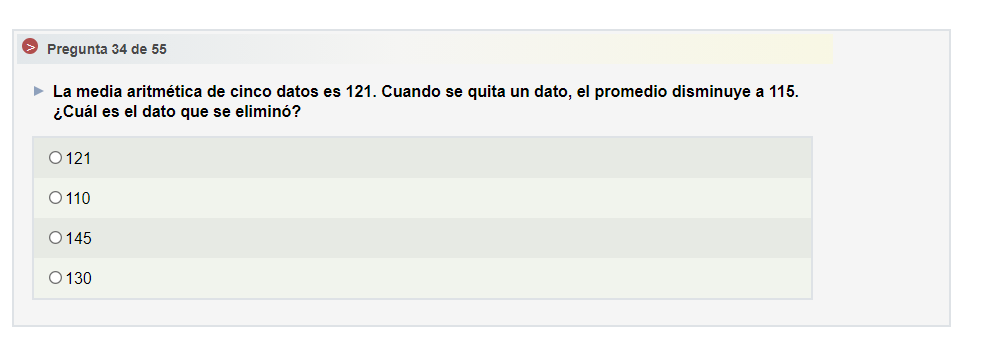 Pregunta 34 de 55
La media aritmética de cinco datos es 121. Cuando se quita un dato, el promedio disminuye a 115.
¿Cuál es el dato que se eliminó?
121
110
145
130